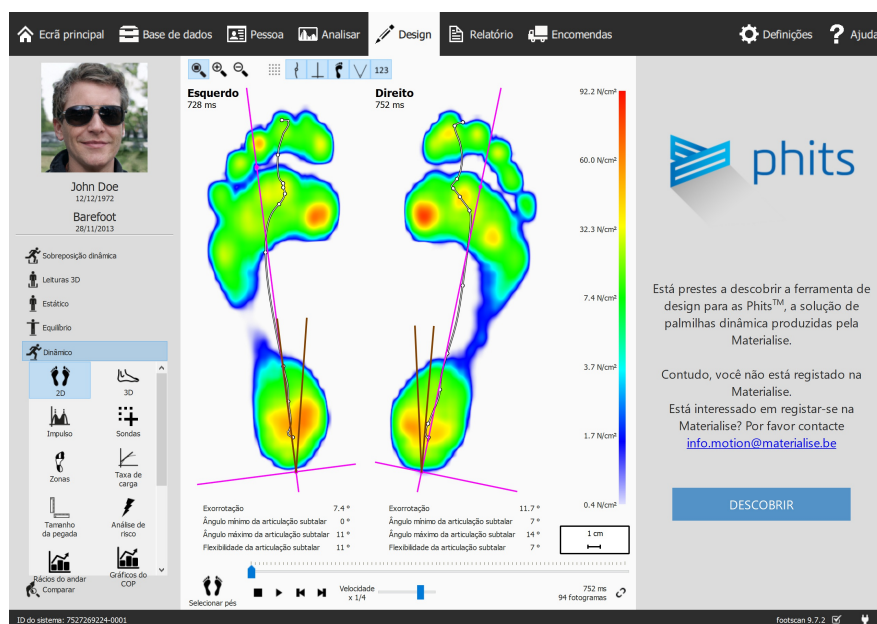 Ecrã principal
Base de dados
Pessoa
Analisar
Design
Relatório
Encomendas
Definições
Ajuda
John Doe
12/12/1972
Barefoot
28/11/2013
Sobreposição dinâmica
Leituras 3D
Estático
Equilíbrio
Dinâmico
2D
3D
Impulso
Sondas
Zonas
Taxa de
carga
Tamanho
da pegada
Análise de
risco
Rácios do andar
Gráficos do
COP
Comparar
123
Esquerdo
728 ms
Direito
752 ms
92.2 N/cm²
60.0 N/cm²
32.3 N/cm²
7.4 N/cm²
3.7 N/cm²
1.7 N/cm²
0.4 N/cm²
Exorrotação 7.4 °
Ângulo mínimo da articulação subtalar 0 °
Ângulo máximo da articulação subtalar 11 °
Flexibilidade da articulação subtalar 11 °
Exorrotação 11.7 °
Ângulo mínimo da articulação subtalar 7 °
Ângulo máximo da articulação subtalar 14 °
Flexibilidade da articulação subtalar 7 °
1 cm
Selecionar pés
Velocidade
x 1/4
752 ms
94 fotogramas
phits
Está prestes a descobrir a ferramenta de
design para as Phits™, a solução de
palmilhas dinâmica produzidas pela
Materialise.
Contudo, você não está registado na
Materialise.
Está interessado em registar-se na
Materialise? Por favor contacte
info.motion@materialise.be
DESCOBRIR
ID do sistema: 7527269224-0001
footscan 9.7.2